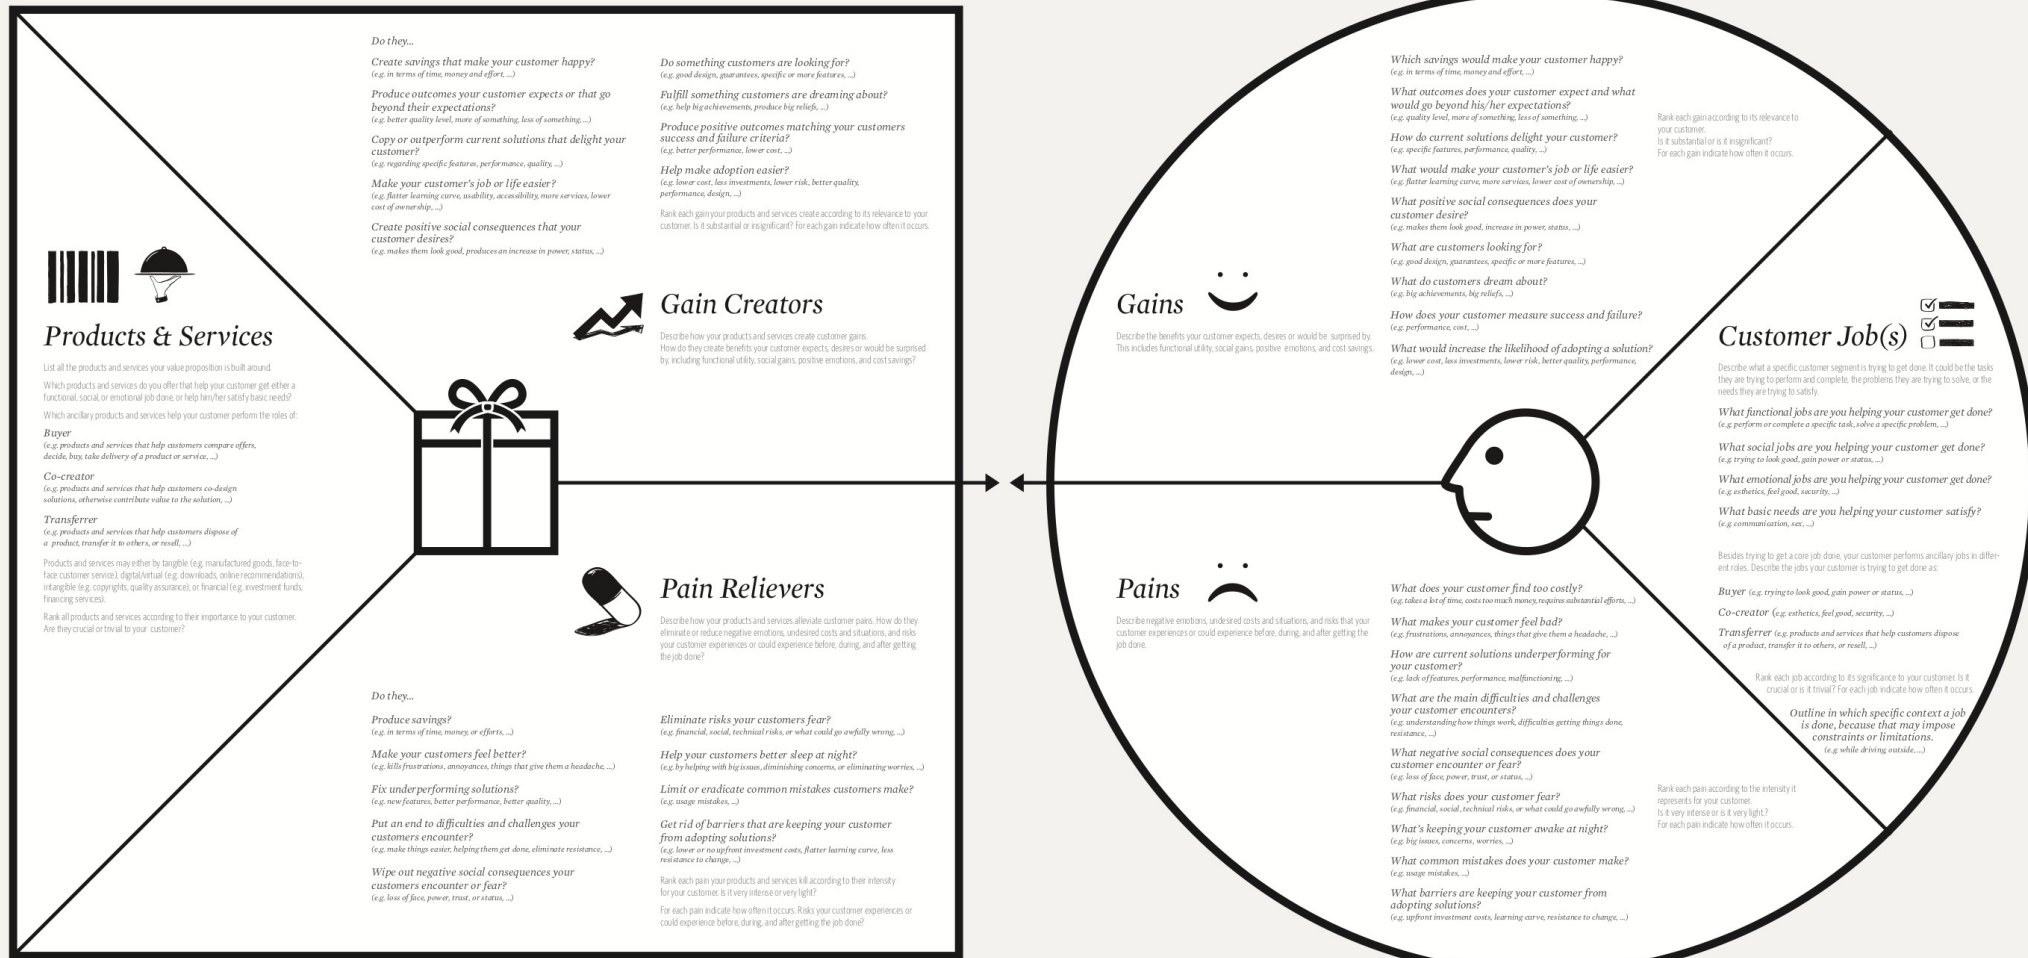 Products & Services
List all the products and services your value proposition is built around.
Which products and services do you offer that help your customer get either a
functional, social, or emotional job done, or help him/her satisfy basic needs?
Which ancillary products and services help your customer perform the roles of:
Buyer
(e.g. products and services that help customers compare offers,
decide, buy, take delivery of a product or service, ...)
Co-creator
(e.g. products and services that help customers co-design
solutions, otherwise contribute value to the solution, ...)
Transferrer
(e.g. products and services that help customers dispose of
a product, transfer it to others, or resell, ...)
Products and services may either by tangible (e.g. manufactured goods, face-to-
face customer service), digital/virtual (e.g. downloads, online recommendations),
intangible (e.g. copyrights, quality assurance), or financial (e.g. investment funds,
financing services).
Rank all products and services according to their importance to your customer.
Are they crucial or trivial to your customer?
Do they...
Create savings that make your customer happy?
(e.g. in terms of time, money and effort, ...)
Produce outcomes your customer expects or that go
beyond their expectations?
(e.g. better quality level, more of something, less of something, ...)
Copy or outperform current solutions that delight your
customer?
(e.g. regarding specific features, performance, quality, ...)
Make your customer's job or life easier?
(e.g. flatter learning curve, usability, accessibility, more services, lower
cost of ownership, ...)
Create positive social consequences that your
customer desires?
(e.g. makes them look good, produces an increase in power, status, ...)
Do something customers are looking for?
(e.g. good design, guarantees, specific or more features, ...)
Fulfill something customers are dreaming about?
(e.g. help big achievements, produce big reliefs, ...)
Produce positive outcomes matching your customers
success and failure criteria?
(e.g. better performance, lower cost, ...)
Help make adoption easier?
(e.g. lower cost, less investments, lower risk, better quality,
performance, design, ...)
Rank each gain your products and services create according to its relevance to your
customer. Is it substantial or insignificant? For each gain indicate how often it occurs.
Gain Creators
Describe how your products and services create customer gains.
How do they create benefits your customer expects, desires or would be surprised
by, including functional utility, social gains, positive emotions, and cost savings?
Pain Relievers
Describe how your products and services alleviate customer pains. How do they
eliminate or reduce negative emotions, undesired costs and situations, and risks
your customer experiences or could experience before, during, and after getting
the job done?
Do they...
Produce savings?
(e.g. in terms of time, money, or efforts, ...)
Make your customers feel better?
(e.g. kills frustrations, annoyances, things that give them a headache, ...)
Fix underperforming solutions?
(e.g. new features, better performance, better quality, ...)
Put an end to difficulties and challenges your
customers encounter?
(e.g. make things easier, helping them get done, eliminate resistance, ...)
Wipe out negative social consequences your
customers encounter or fear?
(e.g. loss of face, power, trust, or status, ...)
Eliminate risks your customers fear?
(e.g. financial, social, technical risks, or what could go awfully wrong, ...)
Help your customers better sleep at night?
(e.g. by helping with big issues, diminishing concerns, or eliminating worries, ...)
Limit or eradicate common mistakes customers make?
(e.g. usage mistakes, ...)
Get rid of barriers that are keeping your customer
from adopting solutions?
(e.g. lower or no upfront investment costs, flatter learning curve, less
resistance to change, ...)
Rank each pain your products and services kill according to their intensity
for your customer. Is it very intense or very light?
For each pain indicate how often it occurs. Risks your customer experiences or
could experience before, during, and after getting the job done?
Gains
Describe the benefits your customer expects, desires or would be surprised by.
This includes functional utility, social gains, positive emotions, and cost savings.
Which savings would make your customer happy?
(e.g. in terms of time, money and effort, ...)
What outcomes does your customer expect and what
would go beyond his/her expectations?
(e.g. quality level, more of something, less of something, ...)
How do current solutions delight your customer?
(e.g. specific features, performance, quality, ...)
What would make your customer's job or life easier?
(e.g. flatter learning curve, more services, lower cost of ownership, ...)
What positive social consequences does your
customer desire?
(e.g. makes them look good, increase in power, status, ...)
What are customers looking for?
(e.g. good design, guarantees, specific or more features, ...)
What do customers dream about?
(e.g. big achievements, big reliefs, ...)
How does your customer measure success and failure?
(e.g. performance, cost, ...)
What would increase the likelihood of adopting a solution?
(e.g. lower cost, less investments, lower risk, better quality, performance,
design, ...)
Rank each gain according to its relevance to
your customer.
Is it substantial or is it insignificant?
For each gain indicate how often it occurs.
Pains
Describe negative emotions, undesired costs and situations, and risks that your
customer experiences or could experience before, during, and after getting the
job done.
What does your customer find too costly?
(e.g. takes a lot of time, costs too much money, requires substantial efforts, ...)
What makes your customer feel bad?
(e.g. frustrations, annoyances, things that give them a headache, ...)
How are current solutions underperforming for
your customer?
(e.g. lack of features, performance, malfunctioning, ...)
What are the main difficulties and challenges
your customer encounters?
(e.g. understanding how things work, difficulties getting things done,
resistance, ...)
What negative social consequences does your
customer encounter or fear?
(e.g. loss of face, power, trust, or status, ...)
What risks does your customer fear?
(e.g. financial, social, technical risks, or what could go awfully wrong, ...)
What's keeping your customer awake at night?
(e.g. big issues, concerns, worries, ...)
What common mistakes does your customer make?
(e.g. usage mistakes, ...)
What barriers are keeping your customer from
adopting solutions?
(e.g. upfront investment costs, learning curve, resistance to change, ...)
Rank each pain according to the intensity it
represents for your customer.
Is it very intense or is it very light.?
For each pain indicate how often it occurs.
Customer Job(s)
Describe what a specific customer segment is trying to get done. It could be the tasks
they are trying to perform and complete, the problems they are trying to solve, or the
needs they are trying to satisfy.
What functional jobs are you helping your customer get done?
(e.g. perform or complete a specific task, solve a specific problem, ...)
What social jobs are you helping your customer get done?
(e.g. trying to look good, gain power or status, ...)
What emotional jobs are you helping your customer get done?
(e.g. esthetics, feel good, security, ...)
What basic needs are you helping your customer satisfy?
(e.g. communication, sex, ...)
Besides trying to get a core job done, your customer performs ancillary jobs in differ-
ent roles. Describe the jobs your customer is trying to get done as:
Buyer (e.g. trying to look good, gain power or status, ...)
Co-creator (e.g. esthetics, feel good, security, ...)
Transferrer (e.g. products and services that help customers dispose
of a product, transfer it to others, or resell, ...)
Rank each job according to its significance to your customer. Is it
crucial or is it trivial? For each job indicate how often it occurs.
Outline in which specific context a job
is done, because that may impose
constraints or limitations.
(e.g. while driving, outside, ...)